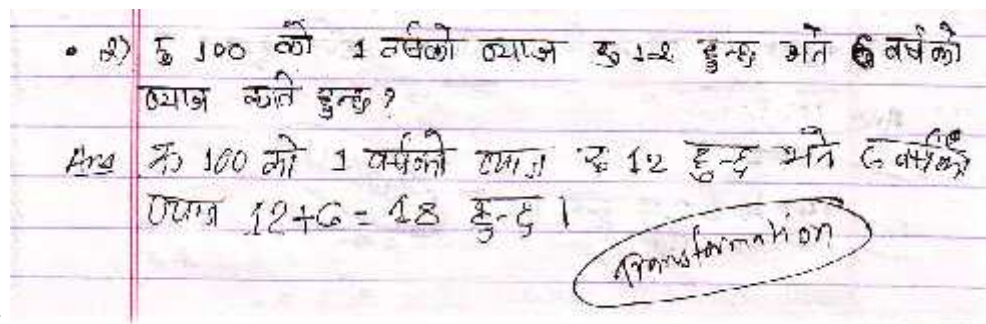 • २) रु 100 को 1 वर्षको ब्याज रु 12 हुन्छ भने 6 वर्षको
ब्याज कति हुन्छ ?
Ans रु 100 को 1 वर्षको ब्याज रु 12 हुन्छ भने 6 वर्षको
ब्याज 12+6 = 18 हुन्छ ।
Transformation